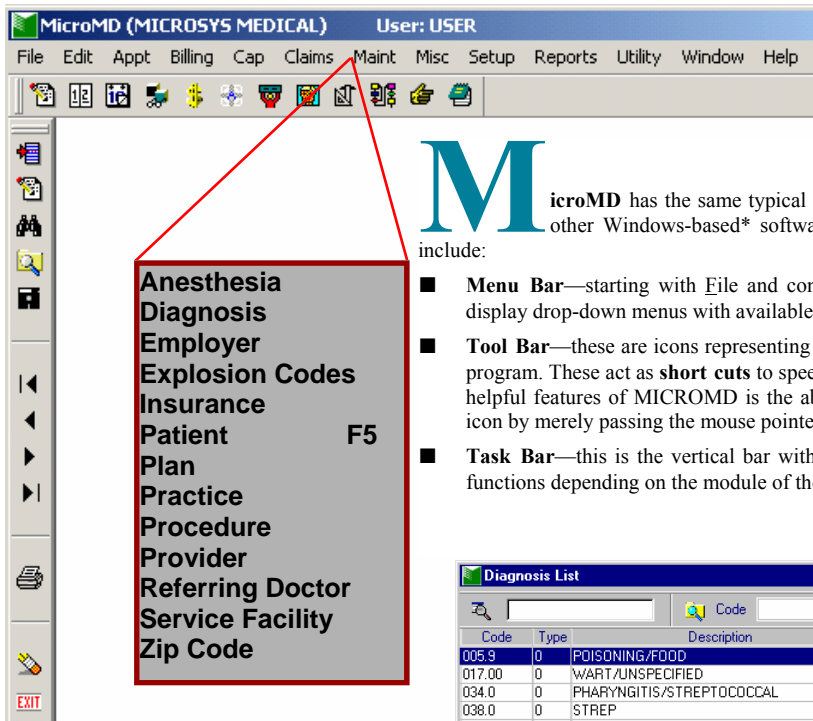 MicroMD (MICROSYS MEDICAL) User: USER
File Edit Appt Billing Cap Claims Maint Misc Setup Reports Utility Window Help
MicroMD has the same typical
other Windows-based* softwa
include:
■ Menu Bar—starting with File and con
display drop-down menus with available
■ Tool Bar—these are icons representing
program. These act as short cuts to spee
helpful features of MICROMD is the ab
icon by merely passing the mouse pointe
■ Task Bar—this is the vertical bar with
functions depending on the module of the
Anesthesia
Diagnosis
Employer
Explosion Codes
Insurance
Patient F5
Plan
Practice
Procedure
Provider
Referring Doctor
Service Facility
Zip Code
Diagnosis List
Code
Code Type Description
005.9 0 POISONING/FOOD
017.00 0 WART/UNSPECIFIED
034.0 0 PHARYNGITIS/STREPTOCOCCAL
038.0 0 STREP
EXIT